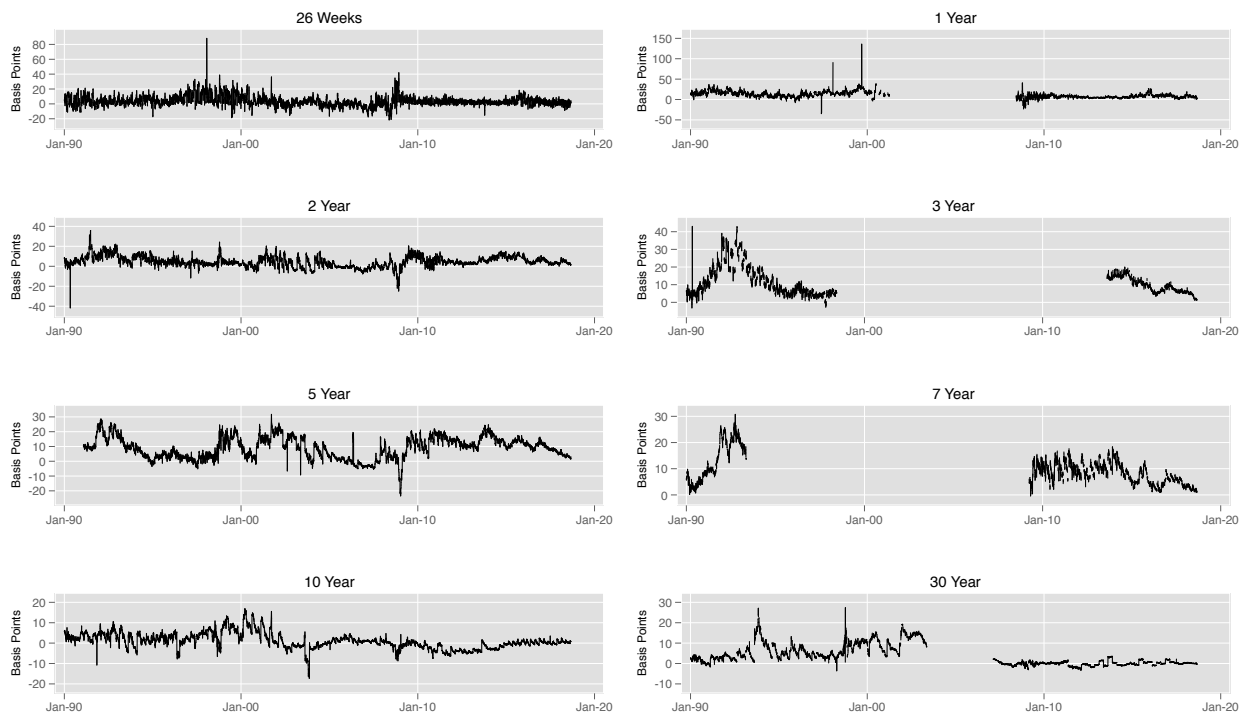 26 Weeks
Basis Points
80
60
40
20
0
-20
Jan-90 Jan-00 Jan-10 Jan-20
1 Year
Basis Points
150
100
50
0
-50
Jan-90 Jan-00 Jan-10 Jan-20
2 Year
Basis Points
40
20
0
-20
-40
Jan-90 Jan-00 Jan-10 Jan-20
3 Year
Basis Points
40
30
20
10
0
Jan-90 Jan-00 Jan-10 Jan-20
5 Year
Basis Points
30
20
10
0
-10
-20
Jan-90 Jan-00 Jan-10 Jan-20
7 Year
Basis Points
30
20
10
0
Jan-90 Jan-00 Jan-10 Jan-20
10 Year
Basis Points
20
10
0
-10
-20
Jan-90 Jan-00 Jan-10 Jan-20
30 Year
Basis Points
30
20
10
0
-10
Jan-90 Jan-00 Jan-10 Jan-20